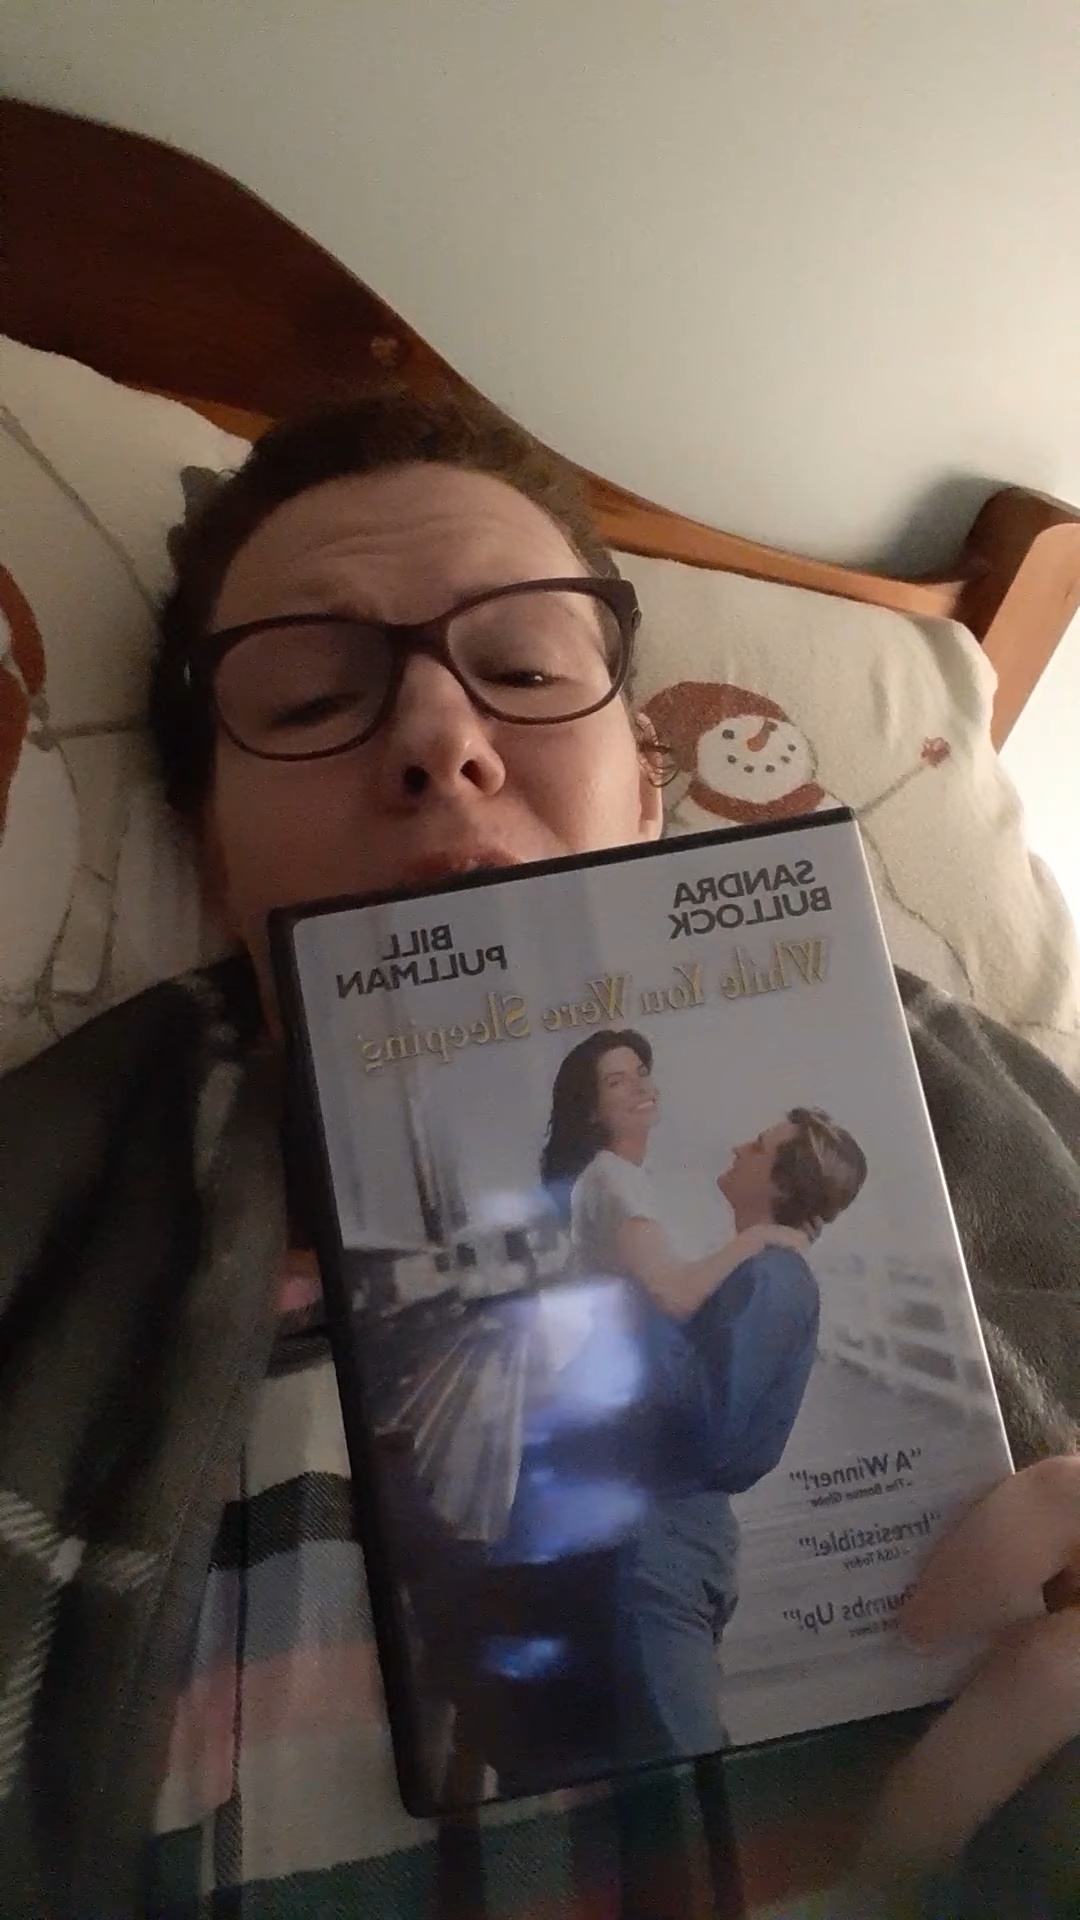 SANDRA
BULLOCK
BILL
PULLMAN
While You Were Sleeping
"A Winner!"
-The Boston Globe
"Irresistible!"
- USA Today
Up!"